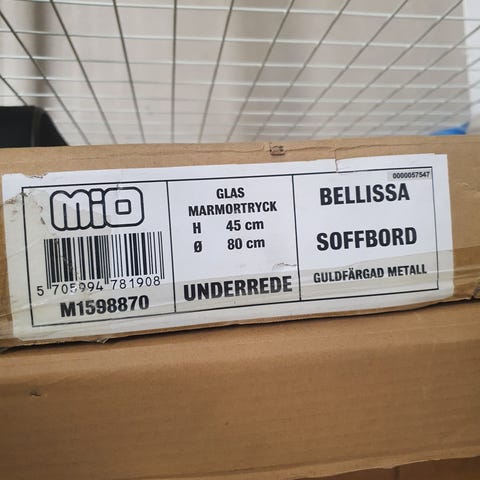 MIO
5 705994 781908
M1598870
GLAS
MARMORTRYCK
H 45 cm
Ø 80 cm
UNDERREDE
0000057547
BELLISSA
SOFFBORD
GULDFÄRGAD METALL